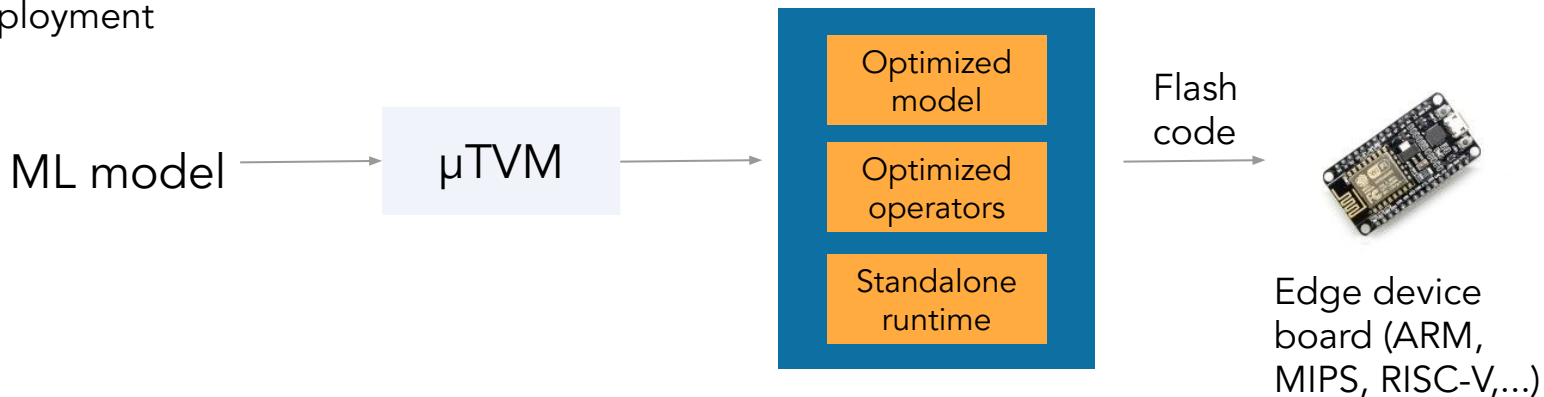 ployment
ML model
µTVM
Optimized
model
Optimized
operators
Standalone
runtime
Flash
code
Edge device
board (ARM,
MIPS, RISC-V,...)